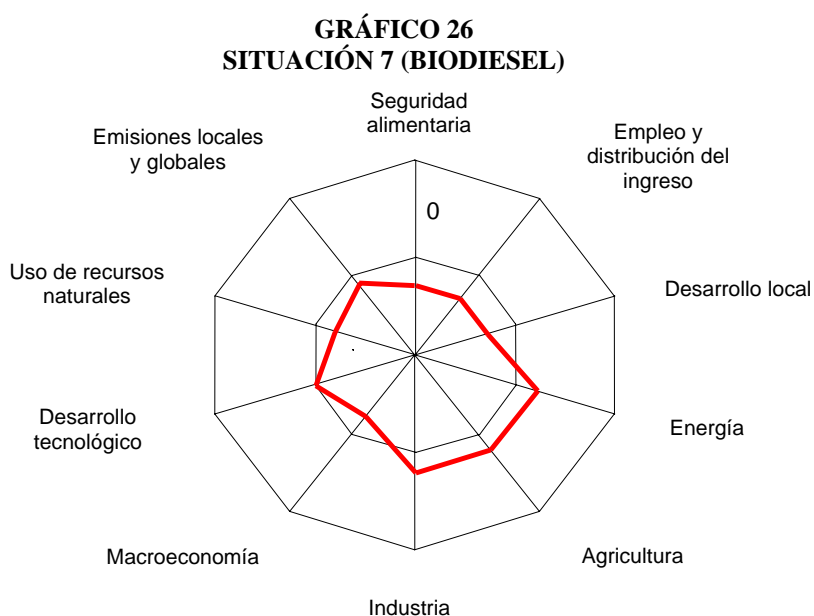 GRÁFICO 26
SITUACIÓN 7 (BIODIESEL)
Seguridad
alimentaria
Empleo y
distribución del
ingreso
Emisiones locales
y globales
0
Uso de recursos
naturales
Desarrollo local
Desarrollo
tecnológico
Energía
Macroeconomía
Agricultura
Industria